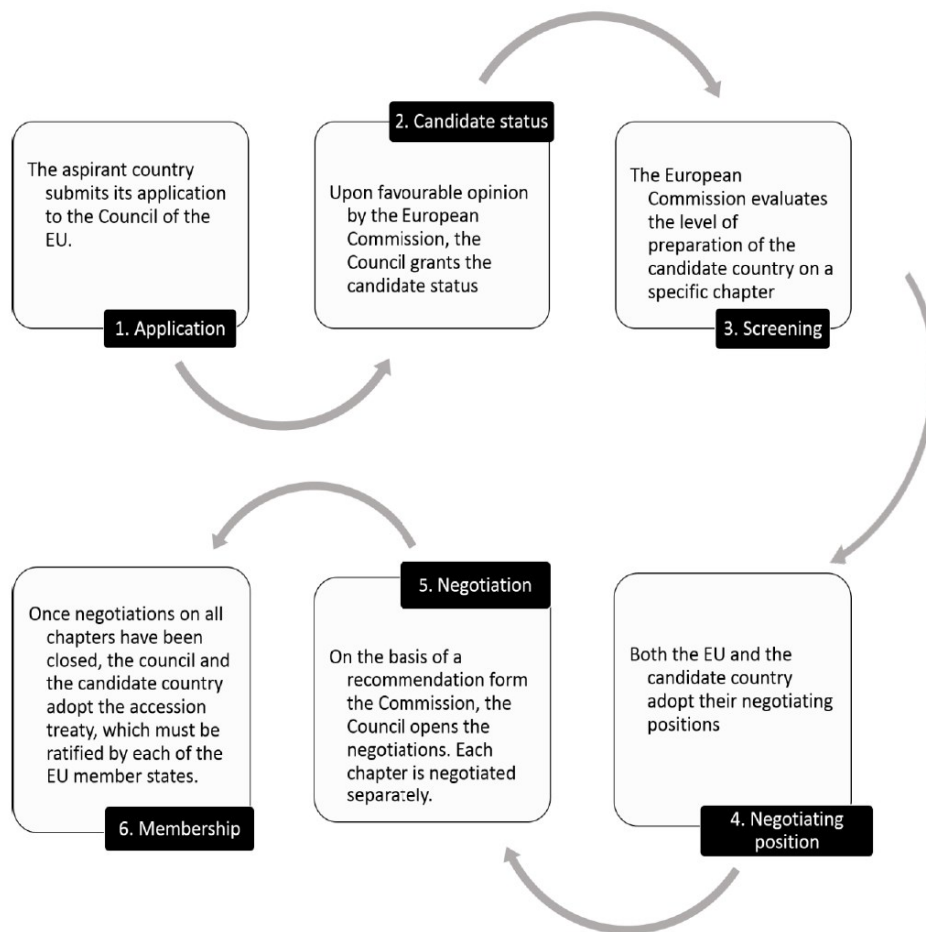 The aspirant country
submits its application
to the Council of the
EU.
1. Application
2. Candidate status
Upon favourable opinion
by the European
Commission, the
Council grants the
candidate status
The European
Commission evaluates
the level of
preparation of the
candidate country on a
specific chapter
3. Screening
Both the EU and the
candidate country
adopt their negotiating
positions
4. Negotiating
position
5. Negotiation
On the basis of a
recommendation form
the Commission, the
Council opens the
negotiations. Each
chapter is negotiated
separately.
Once negotiations on all
chapters have been
closed, the council and
the candidate country
adopt the accession
treaty, which must be
ratified by each of the
EU member states.
6. Membership